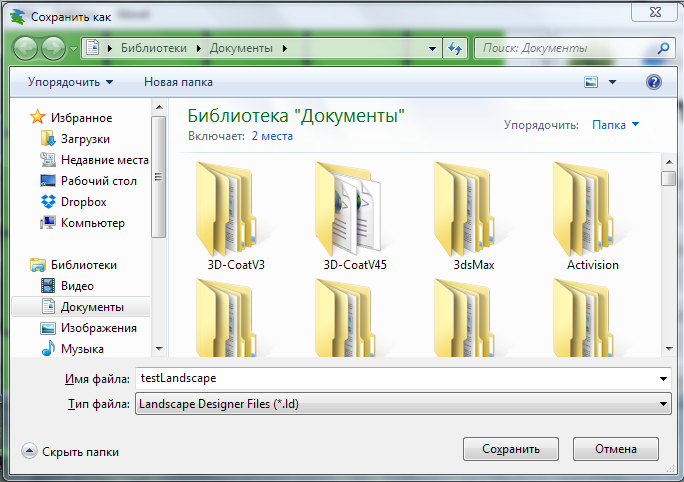 Сохранить как
Библиотеки ▸ Документы ▸
Поиск: Документы
Упорядочить
Новая папка
Избранное
Загрузки
Недавние места
Рабочий стол
Dropbox
Компьютер
Библиотеки
Видео
Документы
Изображения
Музыка
Библиотека "Документы"
Включает: 2 места
Упорядочить: Папка
3D-CoatV3
3D-CoatV45
3dsMax
Activision
Имя файла: testLandscape
Тип файла: Landscape Designer Files (*.ld)
Скрыть папки
Сохранить
Отмена